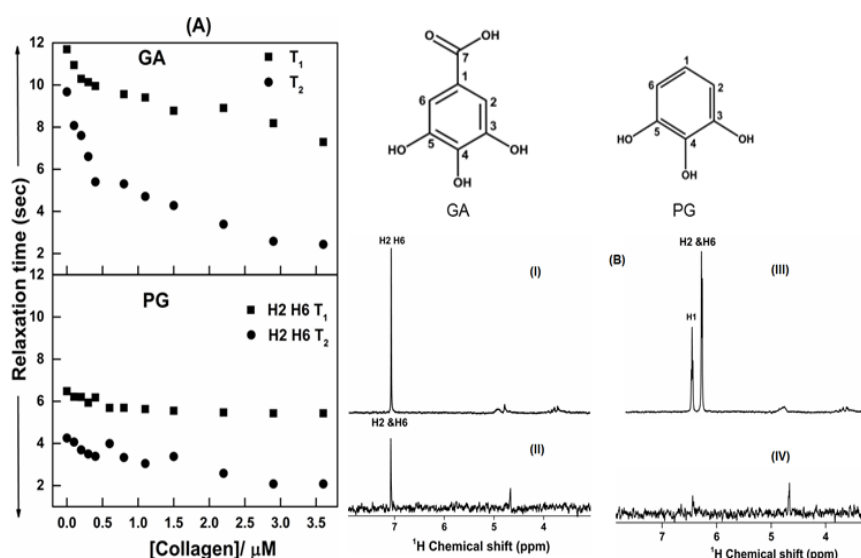 (A)
GA
T1
T2
12
10
8
6
4
2
PG
H2 H6 T1
H2 H6 T2
12
10
8
6
4
2
Relaxation time (sec)
0.0 0.5 1.0 1.5 2.0 2.5 3.0 3.5
[Collagen]/ μM
O
OH
7
1
6
2
5
3
4
HO
OH
OH
GA
1
6
2
5
3
4
HO
OH
OH
PG
H2 H6
(I)
H2 &H6
(II)
7 6 5 4
1H Chemical shift (ppm)
(B)
H2 &H6
(III)
H1
(IV)
7 6 5 4
1H Chemical shift (ppm)